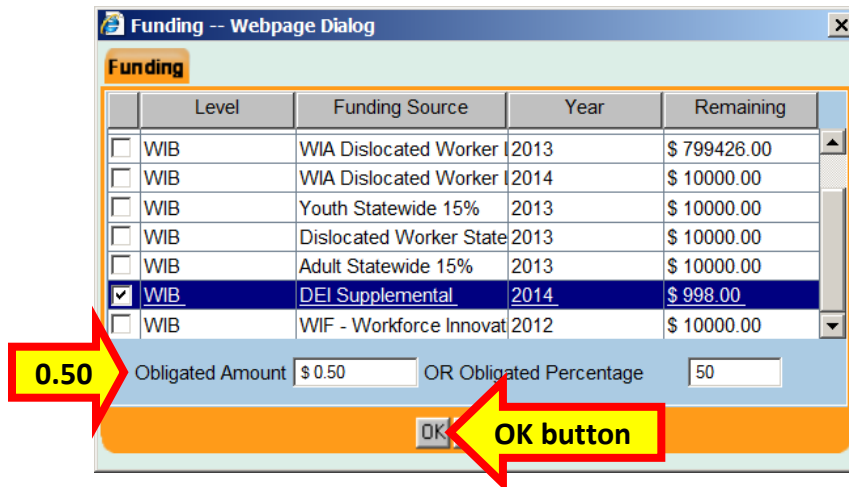 Funding -- Webpage Dialog
Funding
Level Funding Source Year Remaining
WIB WIA Dislocated Worker 2013 $ 799426.00
WIB WIA Dislocated Worker 2014 $ 10000.00
WIB Youth Statewide 15% 2013 $ 10000.00
WIB Dislocated Worker State 2013 $ 10000.00
WIB Adult Statewide 15% 2013 $ 10000.00
WIB DEI Supplemental 2014 $ 998.00
WIB WIF - Workforce Innovat 2012 $ 10000.00
0.50 Obligated Amount $ 0.50 OR Obligated Percentage 50
OK OK button